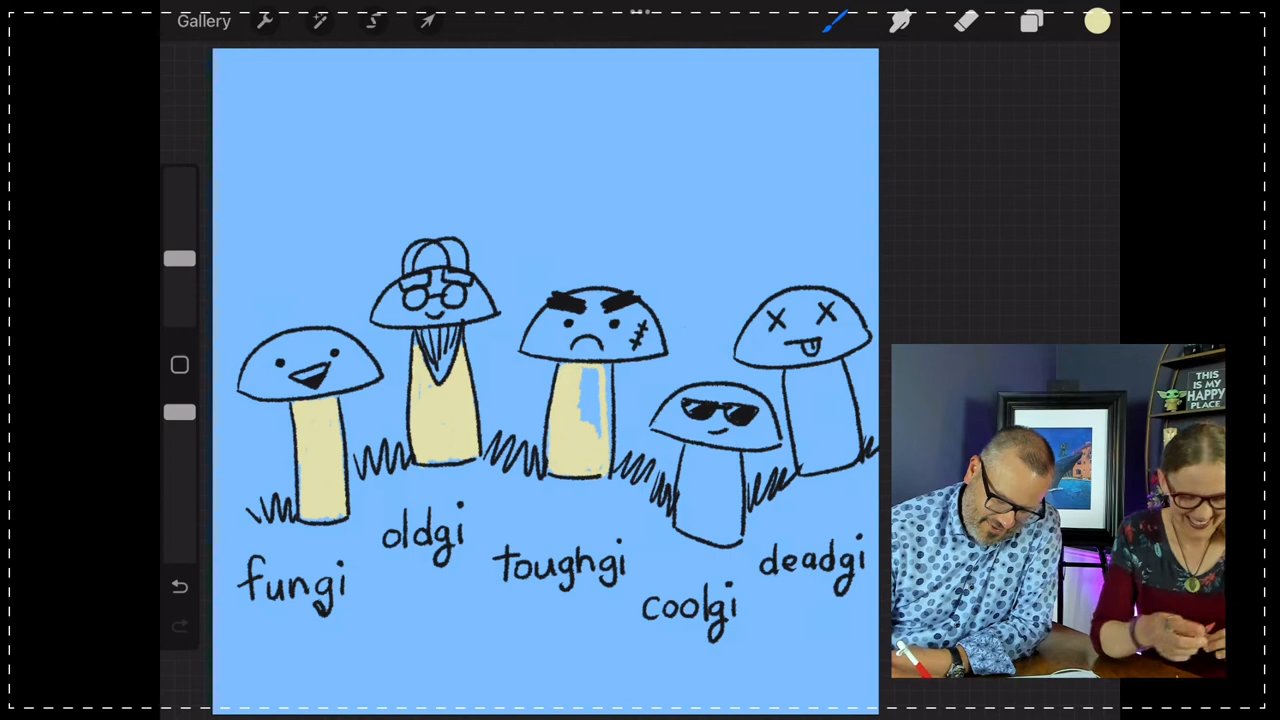 Gallery
THIS
IS MY
HAPPY
PLACE
fungi
oldgi
toughgi
coolgi
deadgi